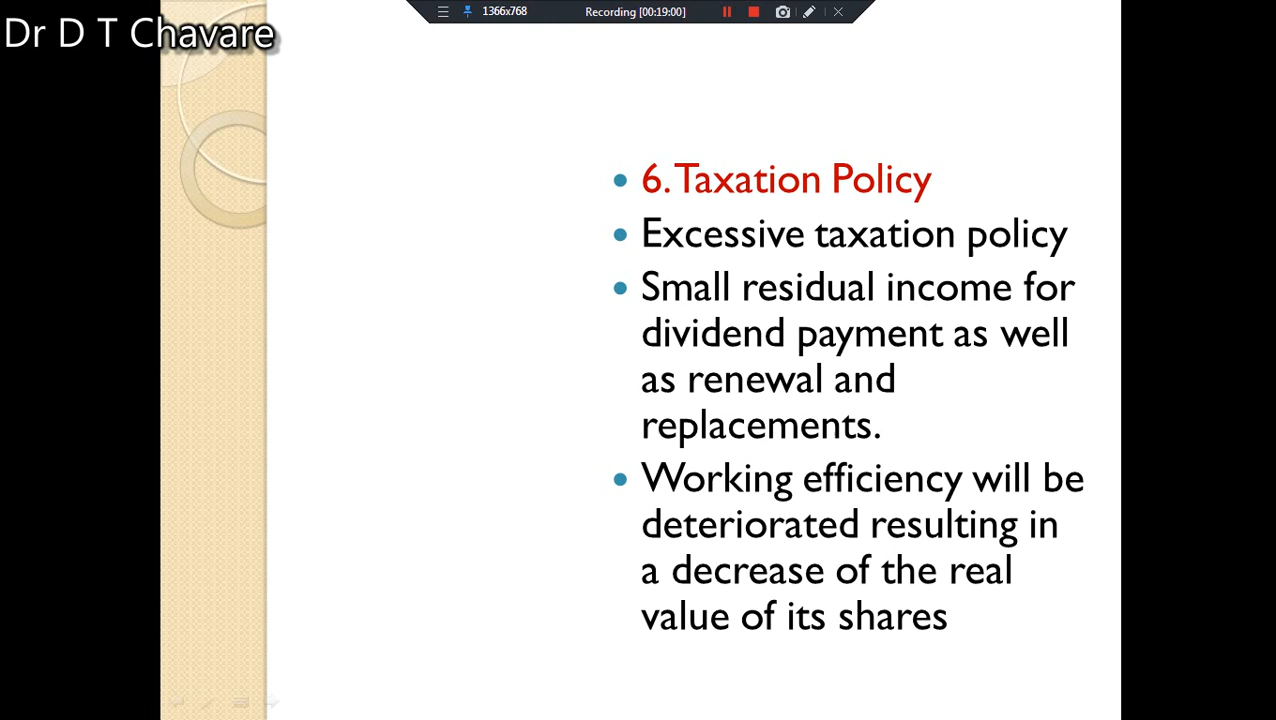 1366x768
Recording [00:19:00]
Dr D T Chavare
• 6. Taxation Policy
• Excessive taxation policy
• Small residual income for
dividend payment as well
as renewal and
replacements.
• Working efficiency will be
deteriorated resulting in
a decrease of the real
value of its shares